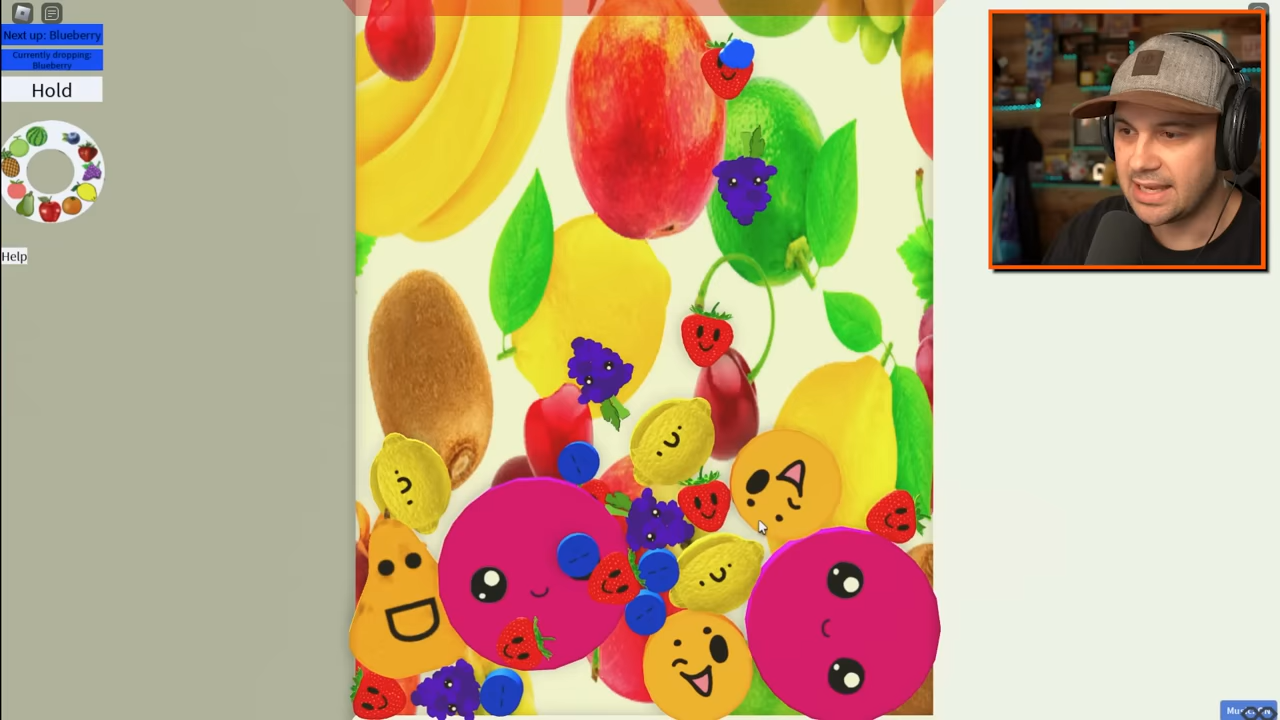 Next up: Blueberry
Currently dropping:
Blueberry
Hold
Help